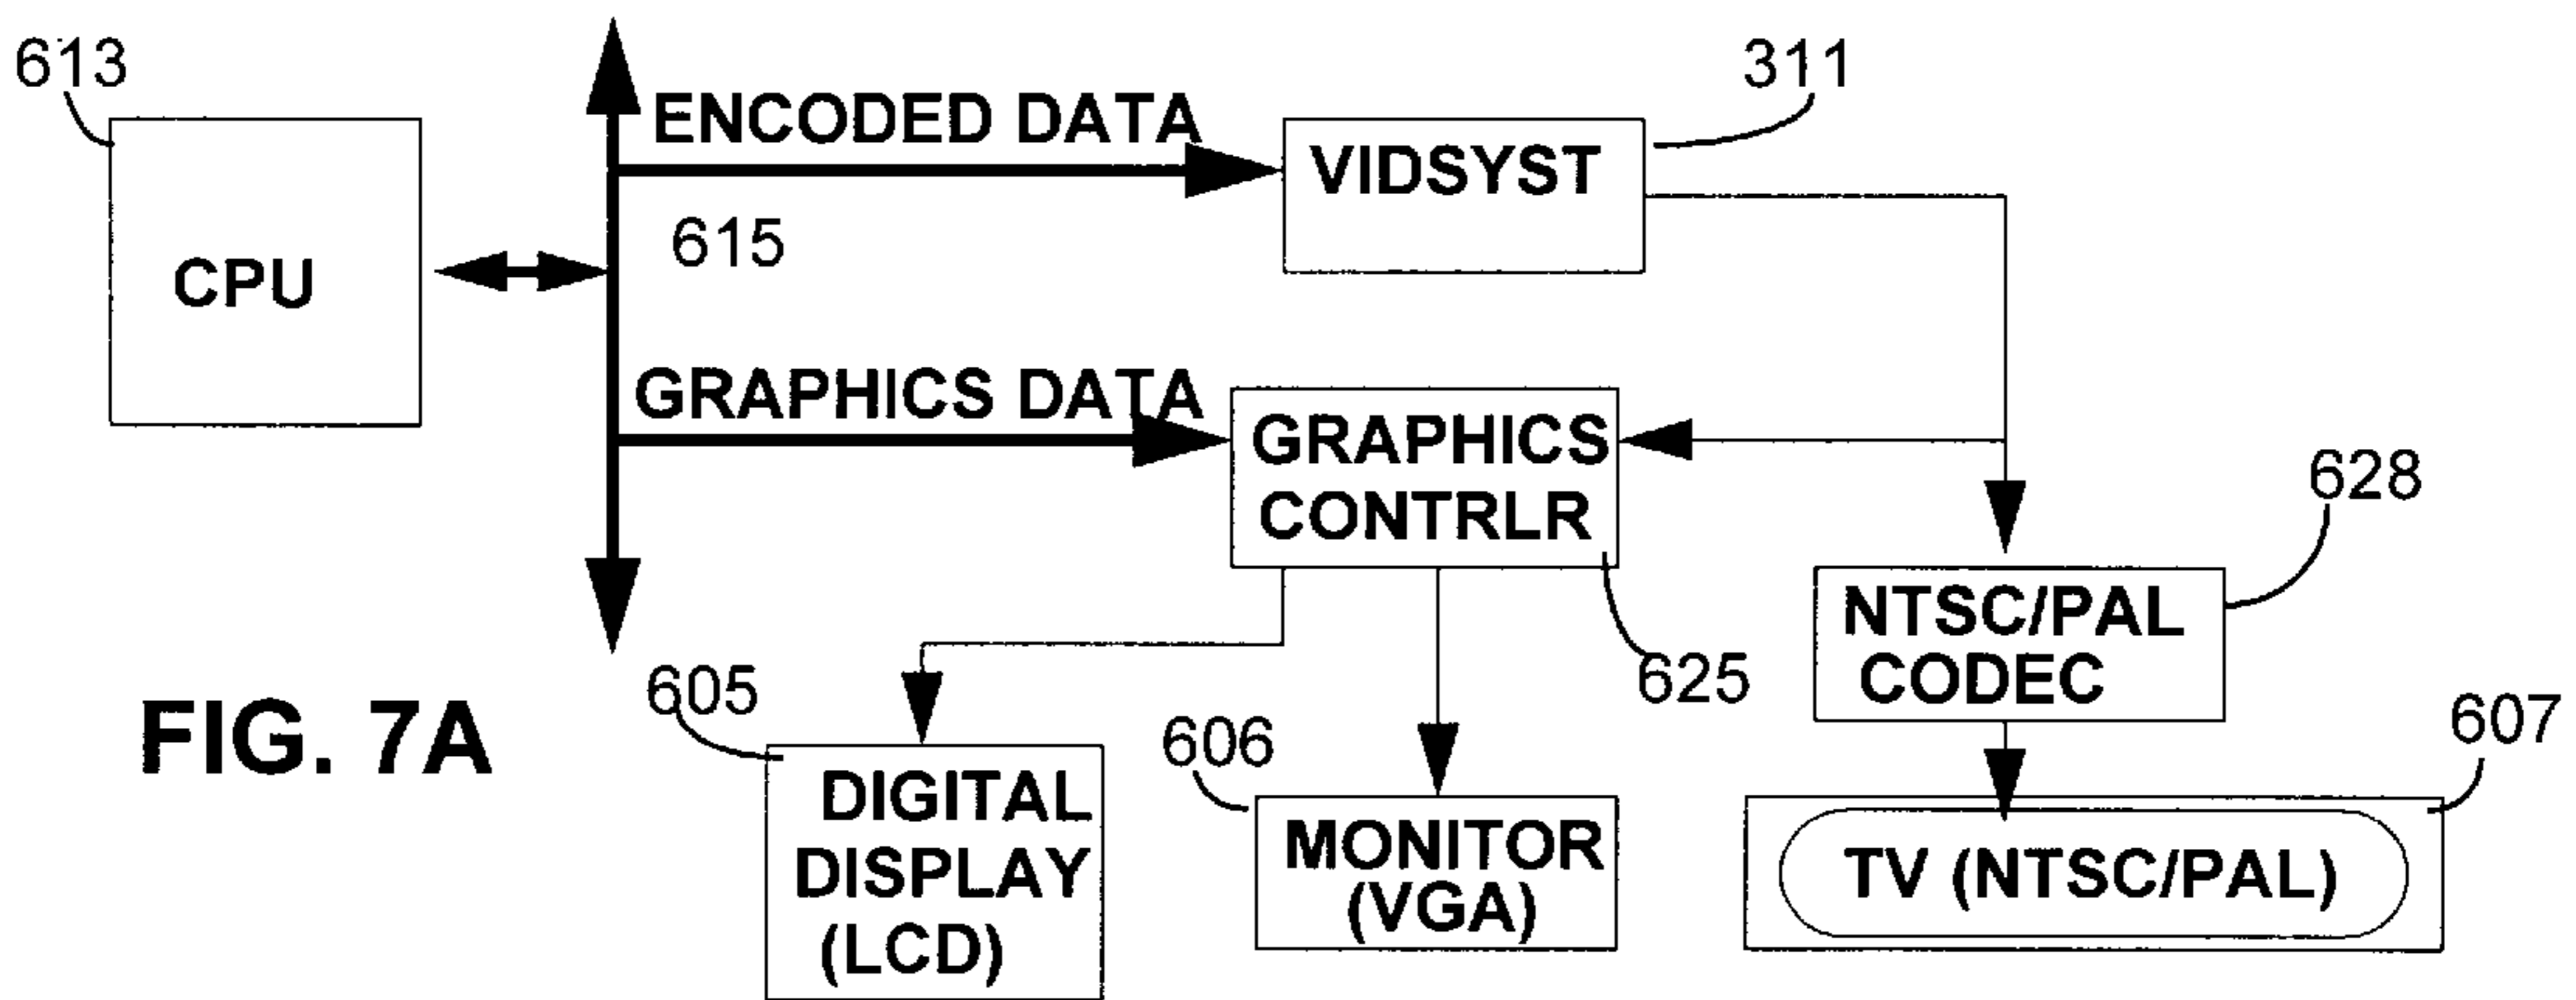 613
311
ENCODED DATA
VIDSYST
615
CPU
GRAPHICS DATA
GRAPHICS
CONTRLR
628
NTSC/PAL
CODEC
625
605
607
FIG. 7A
606
DIGITAL
DISPLAY
(LCD)
MONITOR
(VGA)
TV (NTSC/PAL)